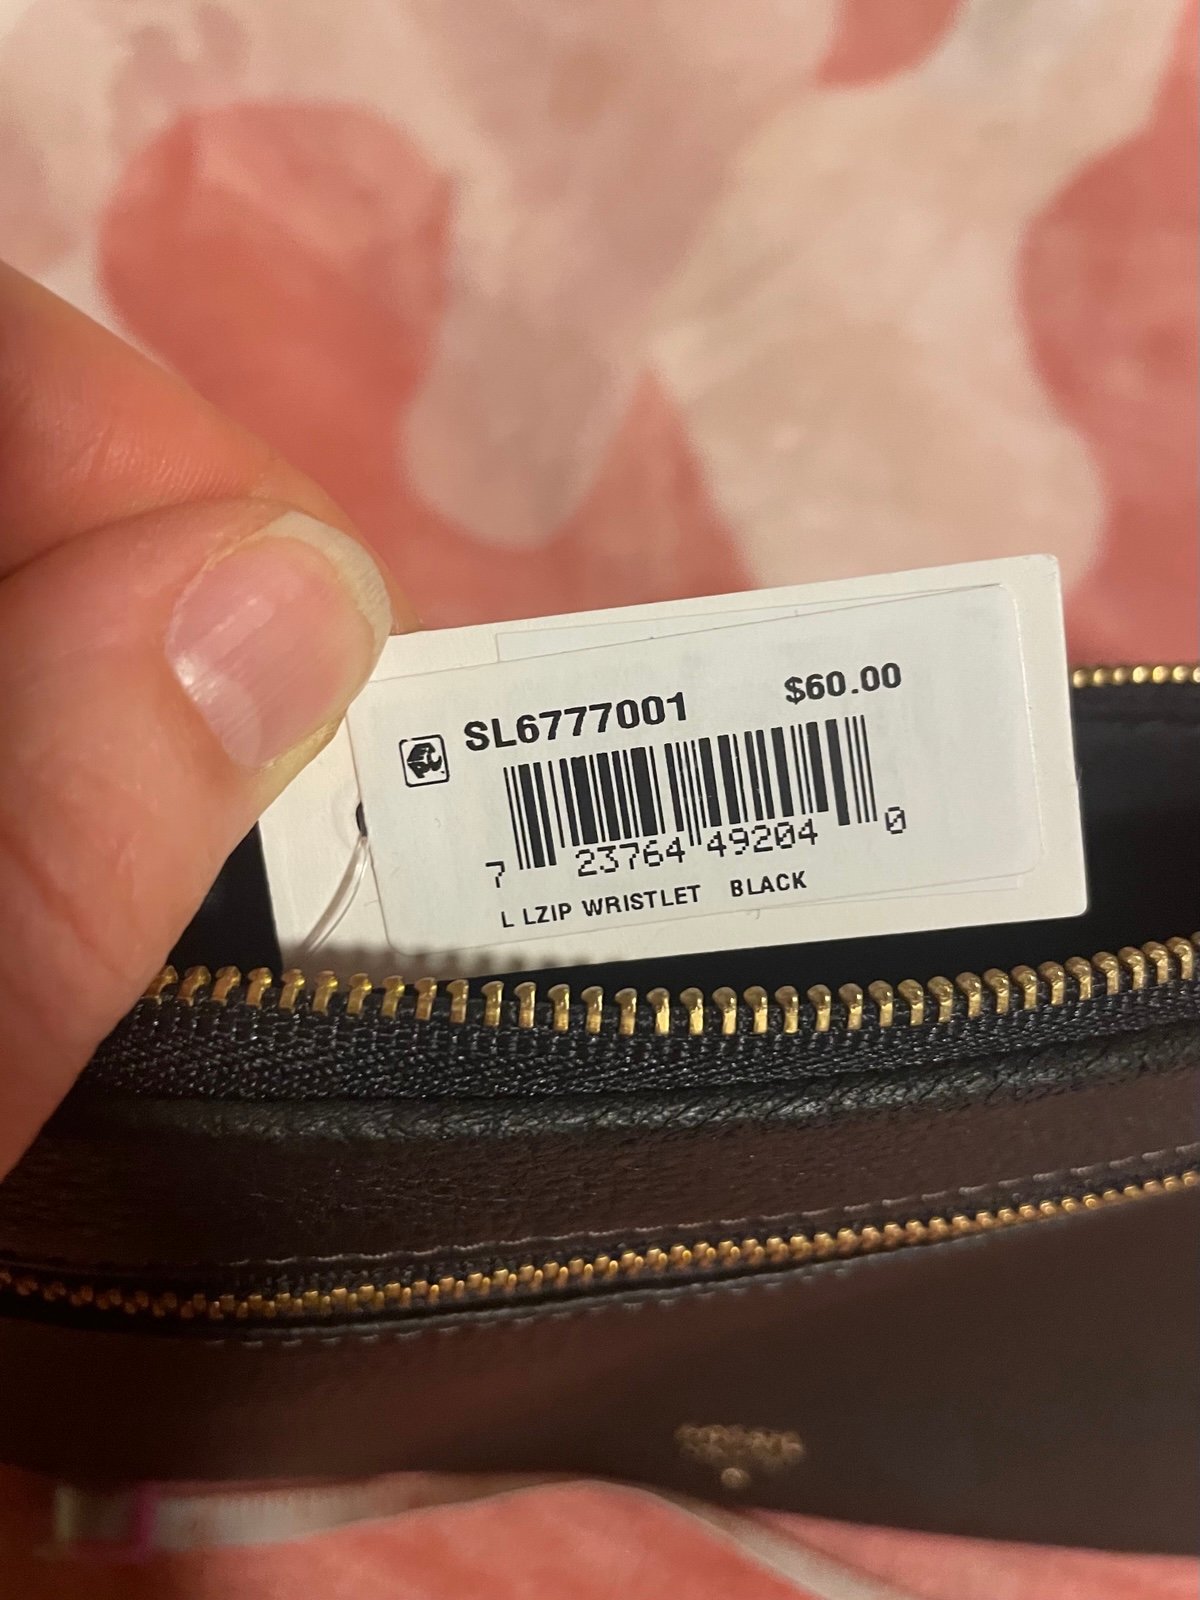 SL6777001 $60.00
7 23764 49204 0
L LZIP WRISTLET BLACK